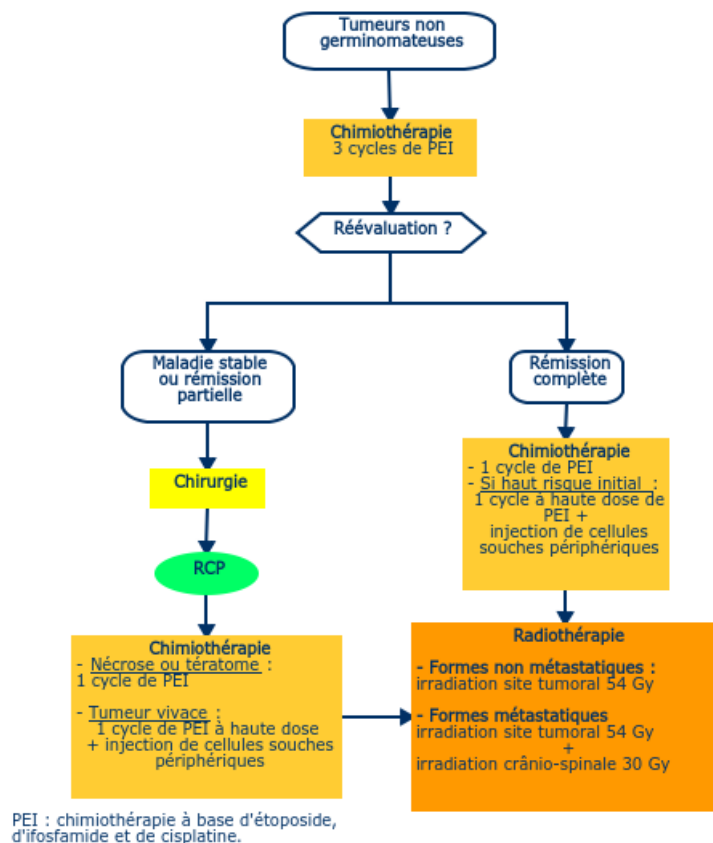 Tumeurs non
germinomateuses
Chimiothérapie
3 cycles de PEI
Réévaluation ?
Maladie stable
ou rémission
partielle
Rémission
complète
Chirurgie
Chimiothérapie
- 1 cycle de PEI
- Si haut risque initial :
1 cycle à haute dose de
PEI +
injection de cellules
souches périphériques
RCP
Chimiothérapie
- Nécrose ou tératome :
1 cycle de PEI
- Tumeur vivace :
1 cycle de PEI à haute dose
+ injection de cellules souches
périphériques
Radiothérapie
- Formes non métastatiques :
irradiation site tumoral 54 Gy
- Formes métastatiques
irradiation site tumoral 54 Gy
+
irradiation crânio-spinale 30 Gy
PEI : chimiothérapie à base d'étoposide,
d'ifosfamide et de cisplatine.